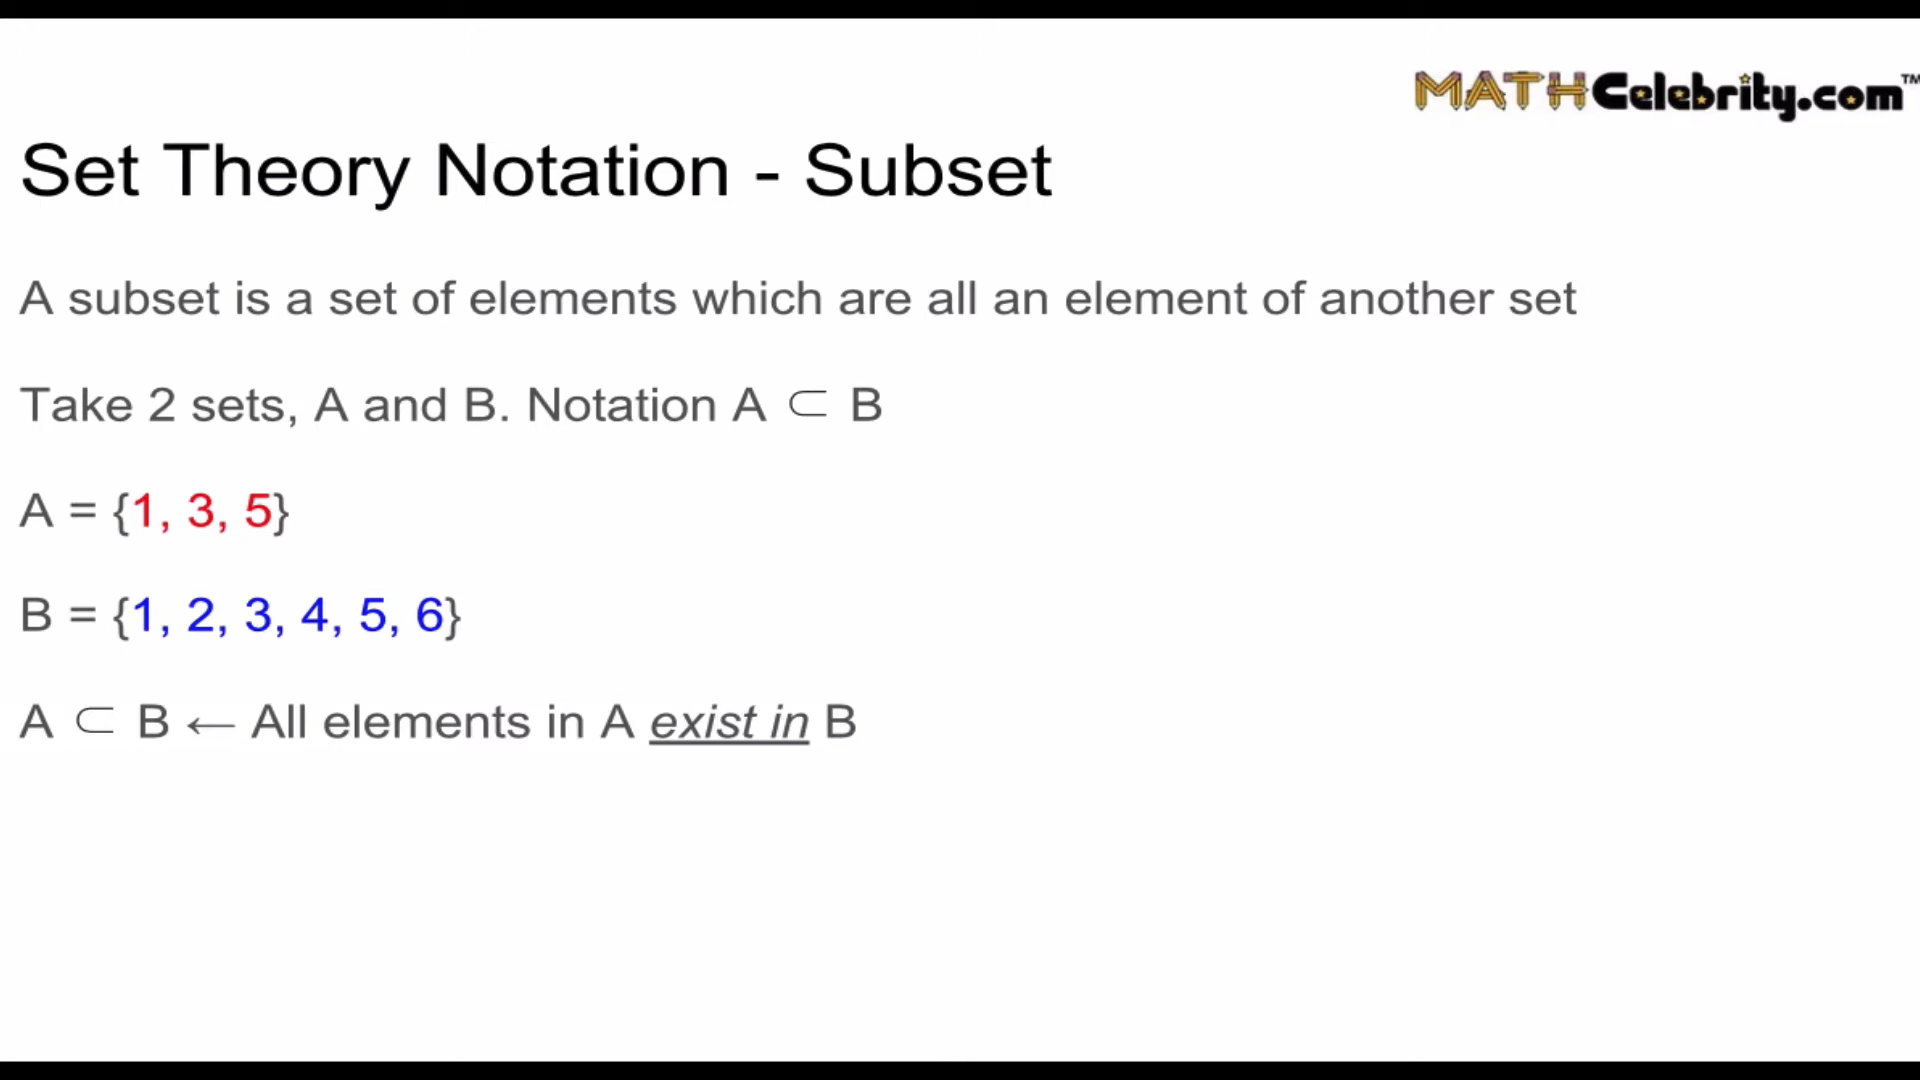 MATHCelebrity.com™
Set Theory Notation - Subset
A subset is a set of elements which are all an element of another set
Take 2 sets, A and B. Notation A ⊂ B
A = {1, 3, 5}
B = {1, 2, 3, 4, 5, 6}
A ⊂ B ← All elements in A exist in B